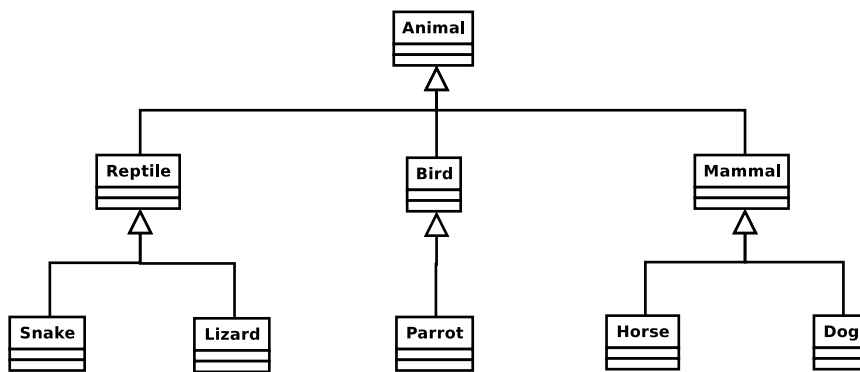 Animal
Reptile
Bird
Mammal
Snake
Lizard
Parrot
Horse
Dog